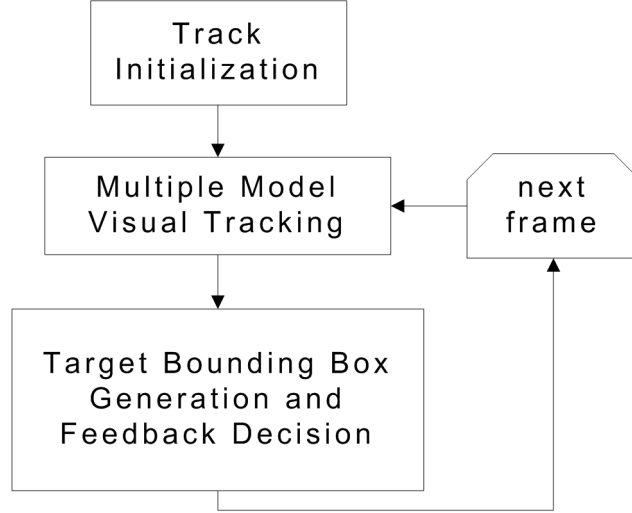 Track
Initialization
Multiple Model
Visual Tracking
next
frame
Target Bounding Box
Generation and
Feedback Decision